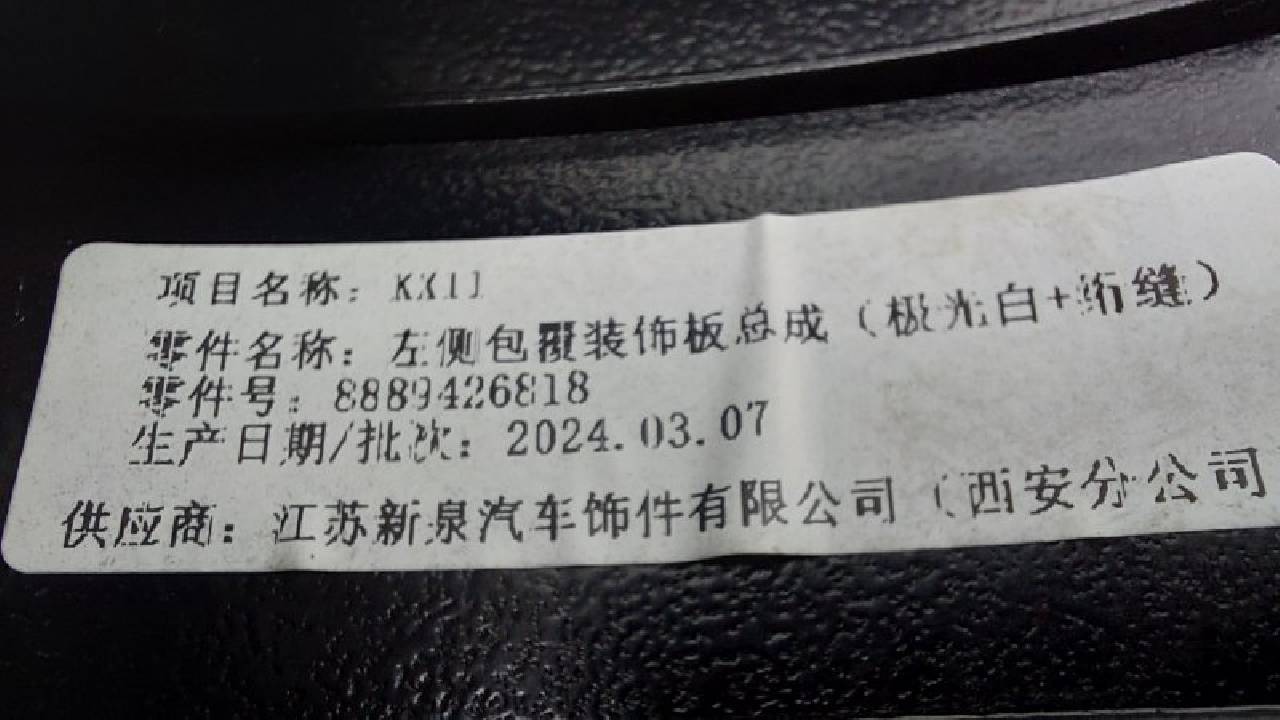 项目名称：KX11
零件名称：左侧包覆装饰板总成（极光白+绗缝）
零件号：8889426818
生产日期/批次：2024.03.07
供应商：江苏新泉汽车饰件有限公司（西安分公司